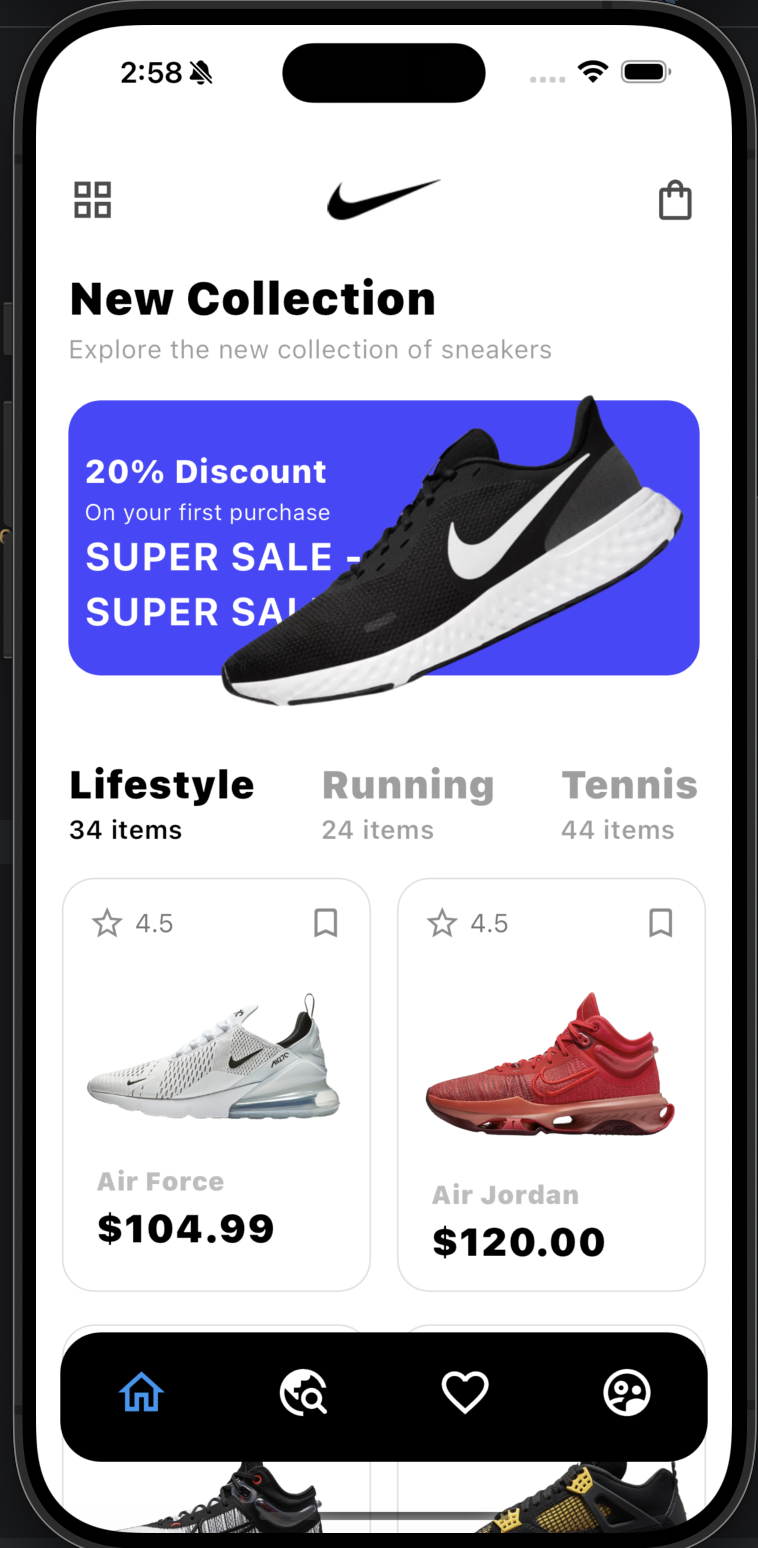 2:58
New Collection
Explore the new collection of sneakers
20% Discount
On your first purchase
SUPER SALE -
SUPER SAL
Lifestyle
Running
Tennis
34 items
24 items
44 items
4.5
4.5
Air Force
$104.99
Air Jordan
$120.00